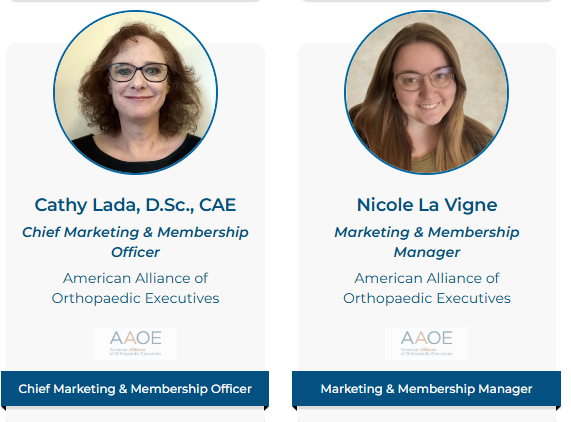 Cathy Lada, D.Sc., CAE
Chief Marketing & Membership
Officer
American Alliance of
Orthopaedic Executives
AAOE
American Alliance
of Orthopaedic Executives
Chief Marketing & Membership Officer
Nicole La Vigne
Marketing & Membership
Manager
American Alliance of
Orthopaedic Executives
AAOE
American Alliance
of Orthopaedic Executives
Marketing & Membership Manager